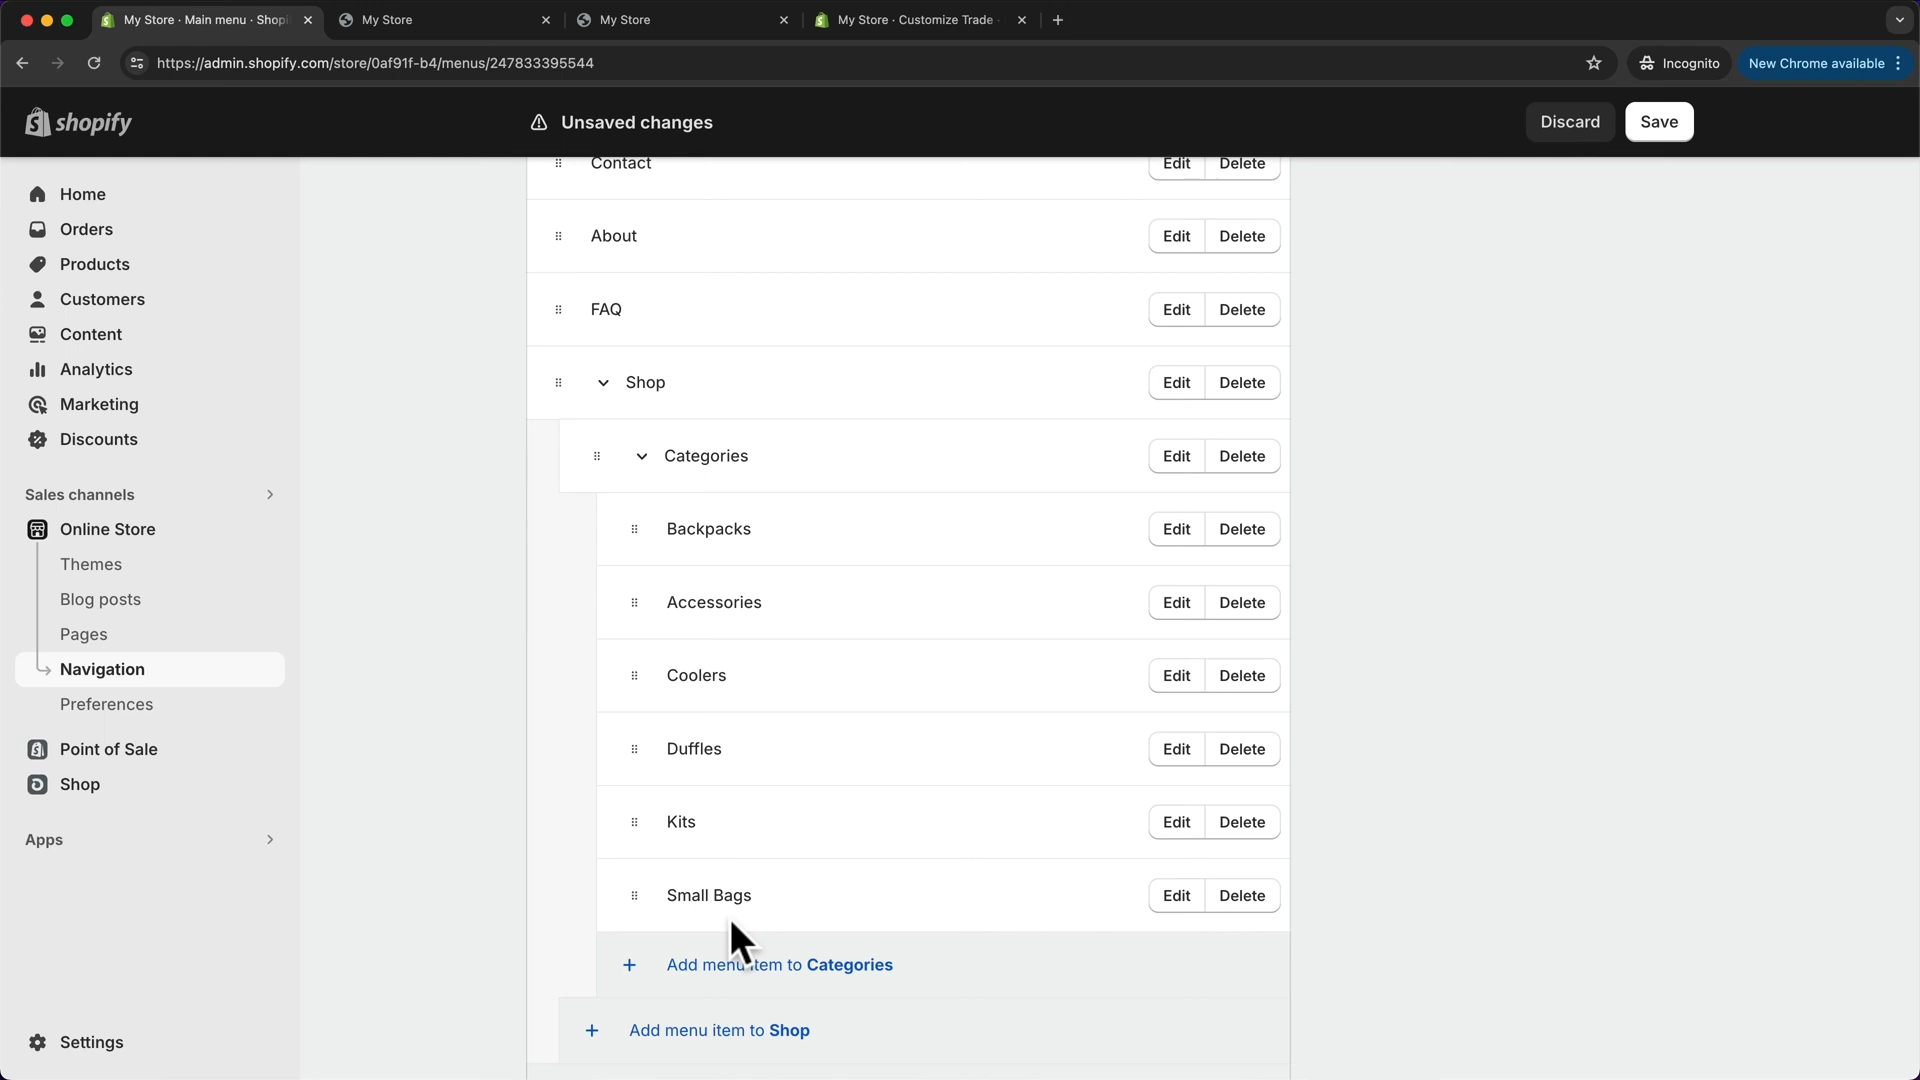 My Store · Main menu · Shopi
My Store
My Store
My Store · Customize Trade ·
https://admin.shopify.com/store/0af91f-b4/menus/247833395544
Incognito
New Chrome available
shopify
Unsaved changes
Discard
Save
Home
Orders
Products
Customers
Content
Analytics
Marketing
Discounts
Sales channels
Online Store
Themes
Blog posts
Pages
Navigation
Preferences
Point of Sale
Shop
Apps
Settings
Contact Edit Delete
About Edit Delete
FAQ Edit Delete
Shop Edit Delete
Categories Edit Delete
Backpacks Edit Delete
Accessories Edit Delete
Coolers Edit Delete
Duffles Edit Delete
Kits Edit Delete
Small Bags Edit Delete
Add menu item to Categories
Add menu item to Shop